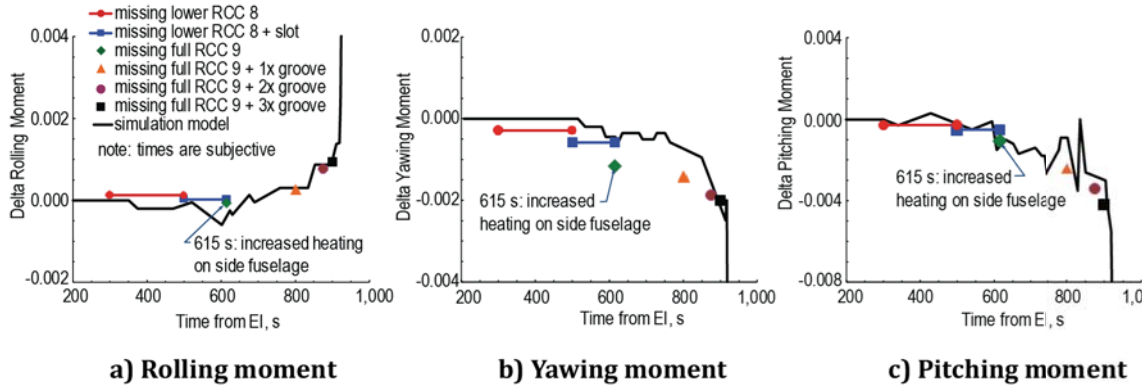 0.004
0.002
0.000
-0.002
Delta Rolling Moment
missing lower RCC 8
missing lower RCC 8 + slot
missing full RCC 9
missing full RCC 9 + 1x groove
missing full RCC 9 + 2x groove
missing full RCC 9 + 3x groove
simulation model
note: times are subjective
615 s: increased heating
on side fuselage
200 400 600 800 1,000
Time from EI, s
a) Rolling moment
0.002
0.000
-0.002
-0.004
Delta Yawing Moment
615 s: increased
heating on side fuselage
200 400 600 800 1,000
Time from EI, s
b) Yawing moment
0.004
0.000
-0.004
-0.008
Delta Pitching Moment
615 s: increased
heating on side fuselage
200 400 600 800 1,000
Time from EI, s
c) Pitching moment